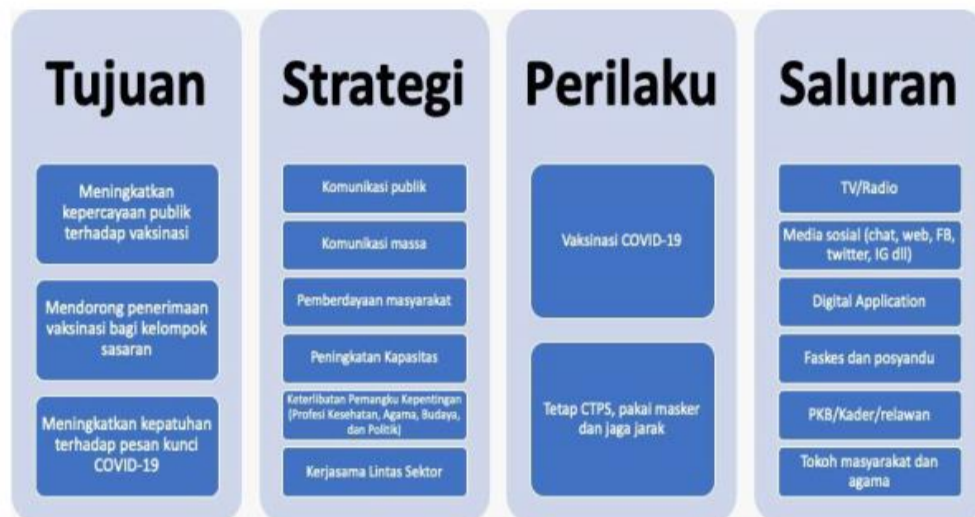 Tujuan
Meningkatkan
kepercayaan publik
terhadap vaksinasi
Mendorong penerimaan
vaksinasi bagi kelompok
sasaran
Meningkatkan kepatuhan
terhadap pesan kunci
COVID-19
Strategi
Komunikasi publik
Komunikasi massa
Pemberdayaan masyarakat
Peningkatan Kapasitas
Keterlibatan Pemangku Kepentingan
(Profesi Kesehatan, Agama, Budaya,
dan Politik)
Kerjasama Lintas Sektor
Perilaku
Vaksinasi COVID-19
Tetap CTPS, pakai masker
dan jaga jarak
Saluran
TV/Radio
Media sosial (chat, web, FB,
twitter, IG dll)
Digital Application
Faskes dan posyandu
PKB/Kader/relawan
Tokoh masyarakat dan
agama